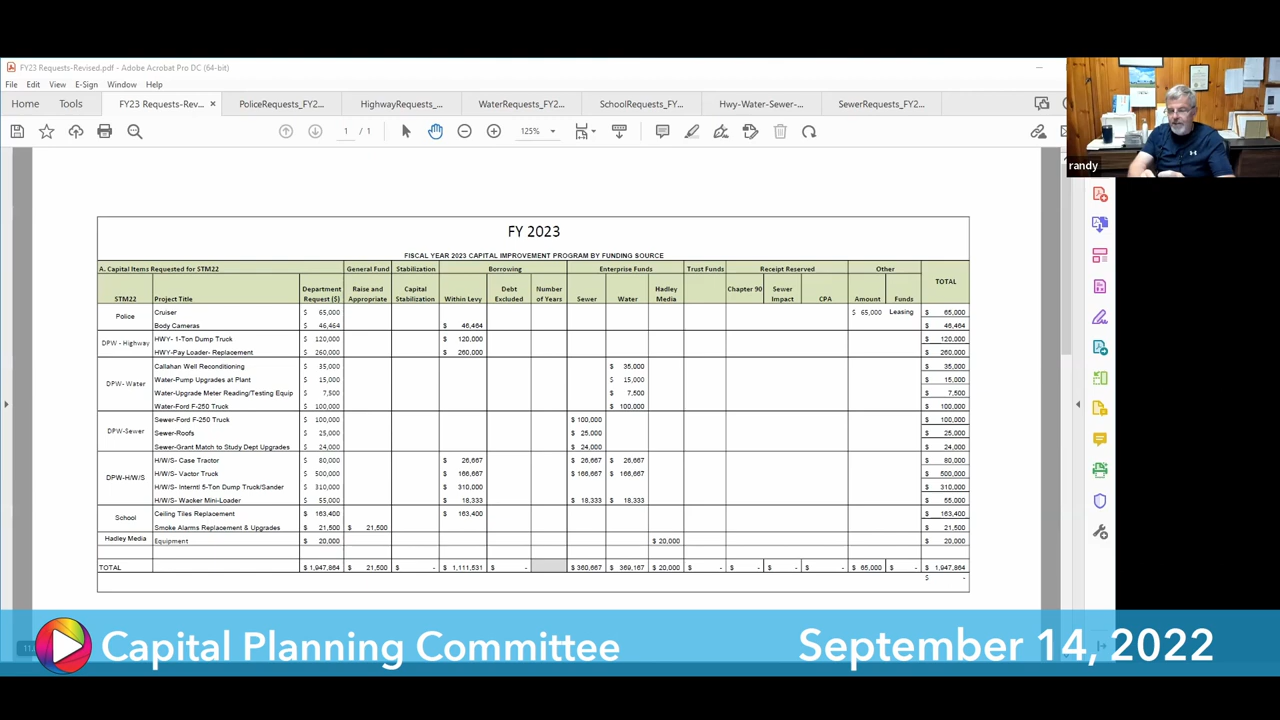 FY23 Requests-Revised.pdf - Adobe Acrobat Pro DC (64-bit)
File Edit View E-Sign Window Help
Home Tools FY23 Requests-Rev... × PoliceRequests_FY2... HighwayRequests_... WaterRequests_FY2... SchoolRequests_FY... Hwy-Water-Sewer-... SewerRequests_FY2...
1 / 1 125%
randy
FY 2023
FISCAL YEAR 2023 CAPITAL IMPROVEMENT PROGRAM BY FUNDING SOURCE
A. Capital Items Requested for STM22 General Fund Stabilization Borrowing Enterprise Funds Trust Funds Receipt Reserved Other TOTAL
STM22 Project Title Department Request ($) Raise and Appropriate Capital Stabilization Within Levy Debt Excluded Number of Years Sewer Water Hadley Media Chapter 90 Sewer Impact CPA Amount Funds
Police Cruiser $ 65,000 $ 65,000 Leasing $ 65,000
Body Cameras $ 46,464 $ 46,464 $ 46,464
DPW - Highway HWY- 1-Ton Dump Truck $ 120,000 $ 120,000 $ 120,000
HWY-Pay Loader- Replacement $ 260,000 $ 260,000 $ 260,000
DPW- Water Callahan Well Reconditioning $ 35,000 $ 35,000 $ 35,000
Water-Pump Upgrades at Plant $ 15,000 $ 15,000 $ 15,000
Water-Upgrade Meter Reading/Testing Equip $ 7,500 $ 7,500 $ 7,500
Water-Ford F-250 Truck $ 100,000 $ 100,000 $ 100,000
DPW-Sewer Sewer-Ford F-250 Truck $ 100,000 $ 100,000 $ 100,000
Sewer-Roofs $ 25,000 $ 25,000 $ 25,000
Sewer-Grant Match to Study Dept Upgrades $ 24,000 $ 24,000 $ 24,000
DPW-H/W/S H/W/S- Case Tractor $ 80,000 $ 26,667 $ 26,667 $ 26,667 $ 80,000
H/W/S- Vactor Truck $ 500,000 $ 166,667 $ 166,667 $ 166,667 $ 500,000
H/W/S- Interntl 5-Ton Dump Truck/Sander $ 310,000 $ 310,000 $ 310,000
H/W/S- Wacker Mini-Loader $ 55,000 $ 18,333 $ 18,333 $ 18,333 $ 55,000
School Ceiling Tiles Replacement $ 163,400 $ 163,400 $ 163,400
Smoke Alarms Replacement & Upgrades $ 21,500 $ 21,500 $ 21,500
Hadley Media Equipment $ 20,000 $ 20,000 $ 20,000
TOTAL $ 1,947,864 $ 21,500 $ - $ 1,111,531 $ - $ 360,667 $ 369,167 $ 20,000 $ - $ - $ - $ - $ 65,000 $ - $ 1,947,864
$ -
Capital Planning Committee September 14, 2022